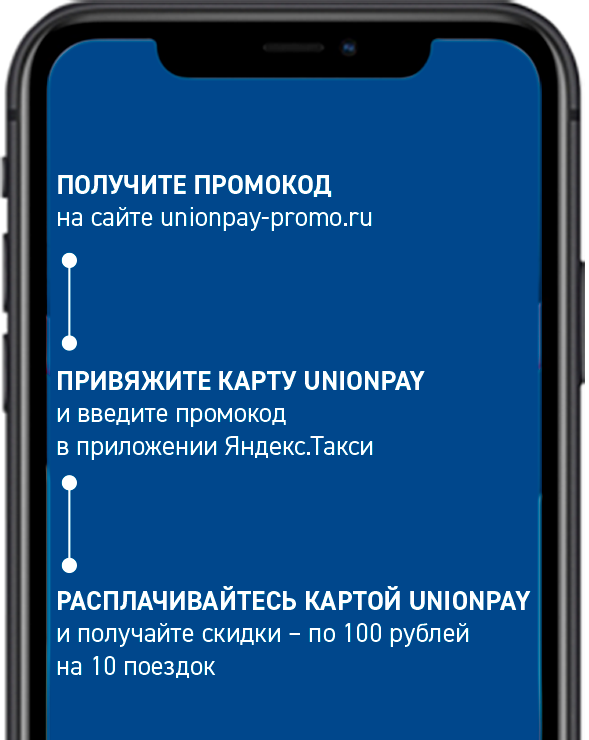 ПОЛУЧИТЕ ПРОМОКОД
на сайте unionpay-promo.ru
ПРИВЯЖИТЕ КАРТУ UNIONPAY
и введите промокод
в приложении Яндекс.Такси
РАСПЛАЧИВАЙТЕСЬ КАРТОЙ UNIONPAY
и получайте скидки – по 100 рублей
на 10 поездок